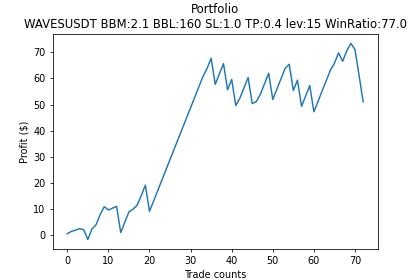 Portfolio
WAVESUSDT BBM:2.1 BBL:160 SL:1.0 TP:0.4 lev:15 WinRatio:77.0
70
60
50
40
30
20
10
0
Profit ($)
0 10 20 30 40 50 60 70
Trade counts